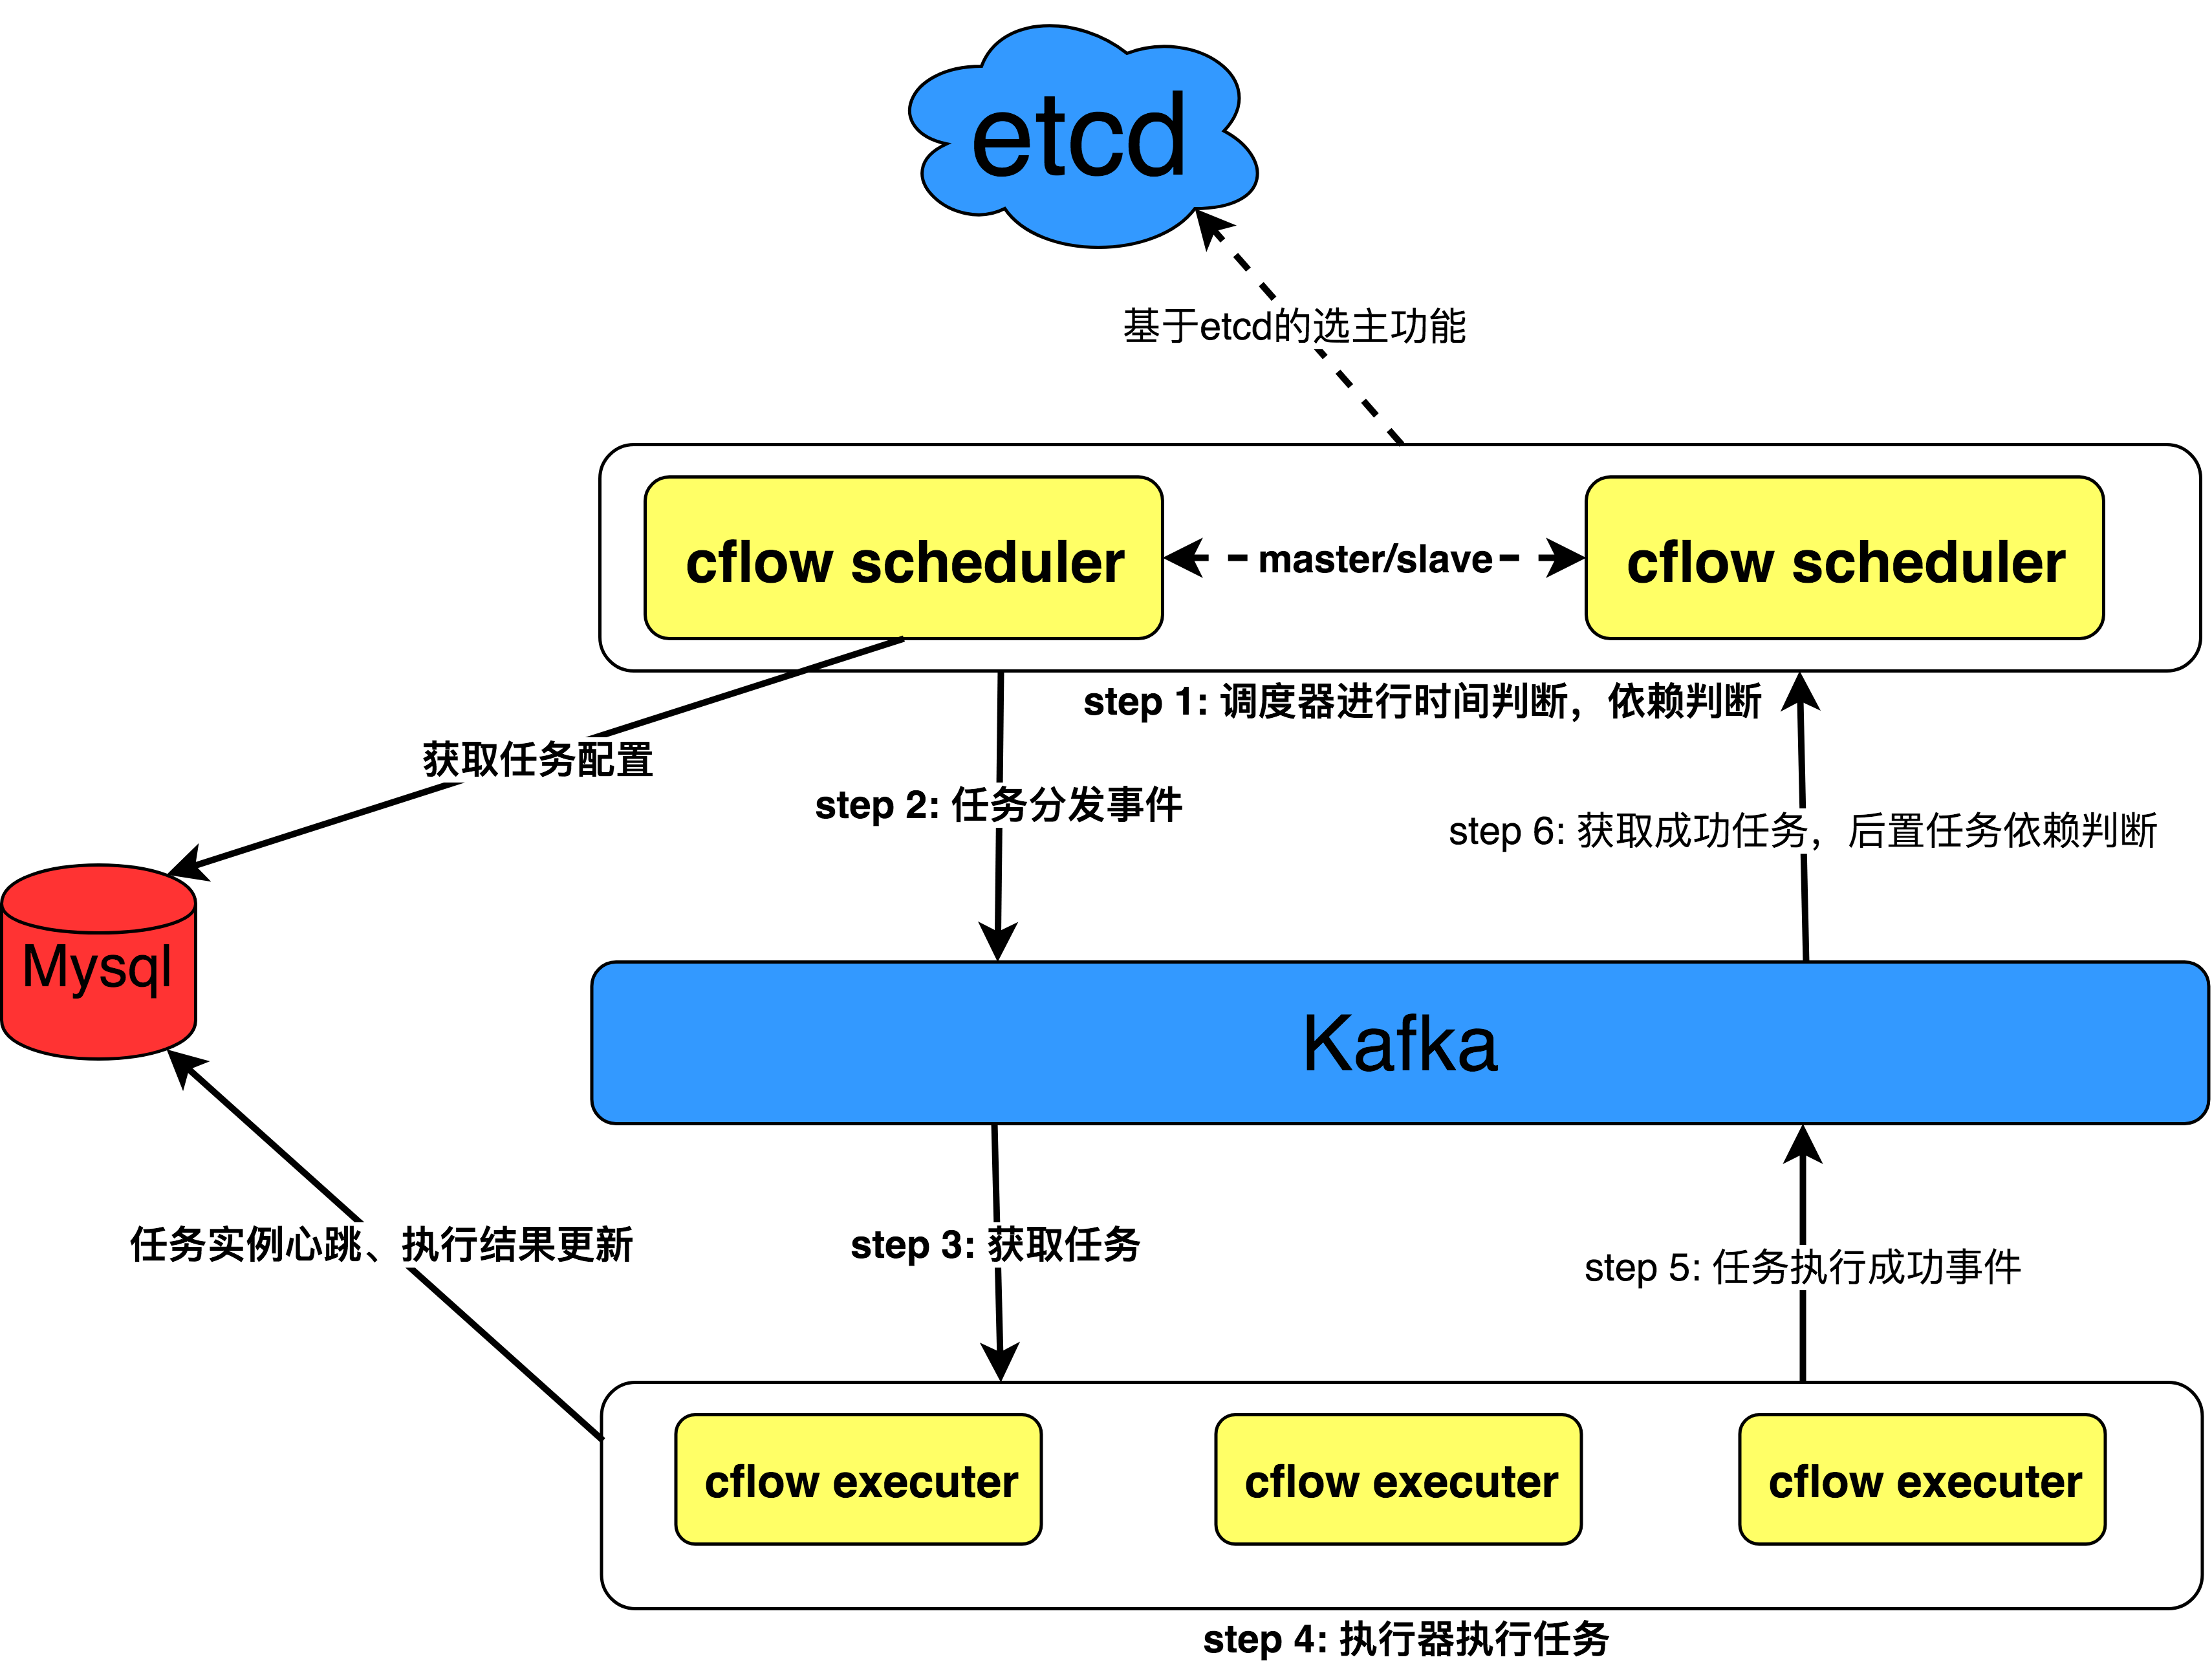 etcd
基于etcd的选主功能
cflow scheduler
master/slave
cflow scheduler
step 1: 调度器进行时间判断，依赖判断
获取任务配置
step 2: 任务分发事件
step 6: 获取成功任务，后置任务依赖判断
Mysql
Kafka
任务实例心跳、执行结果更新
step 3: 获取任务
step 5: 任务执行成功事件
cflow executer
cflow executer
cflow executer
step 4: 执行器执行任务